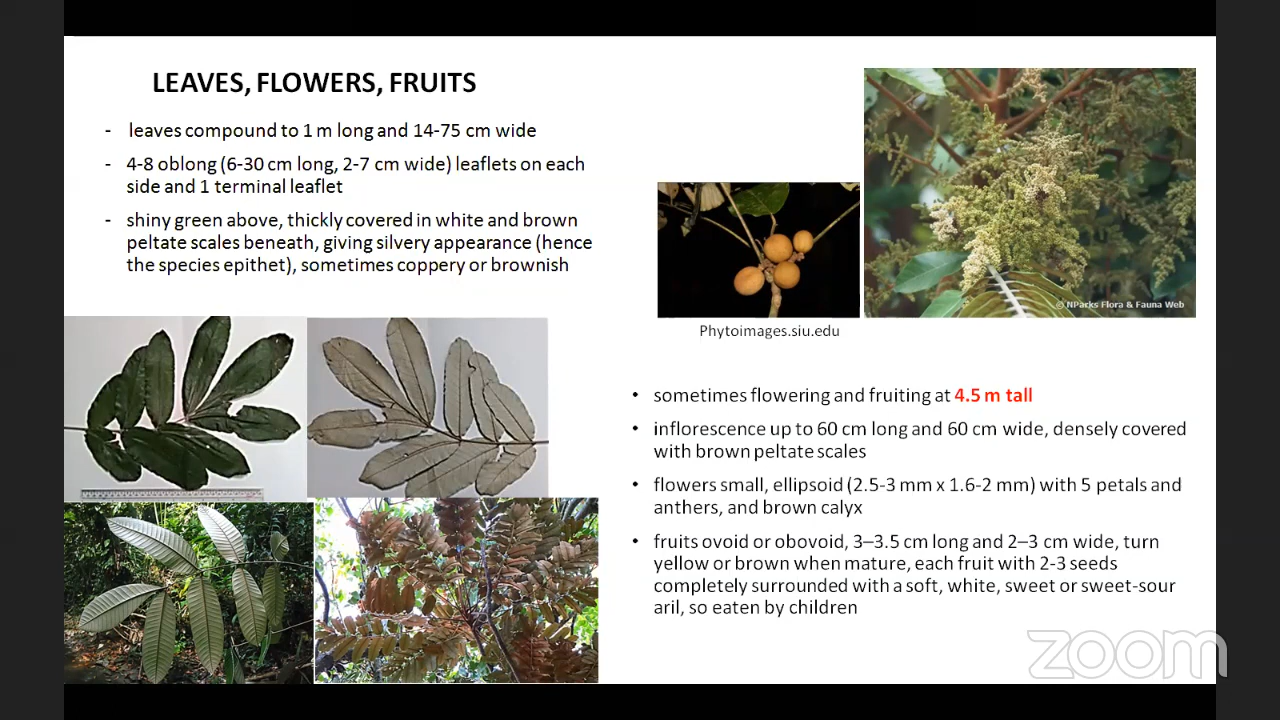 LEAVES, FLOWERS, FRUITS
- leaves compound to 1 m long and 14-75 cm wide
- 4-8 oblong (6-30 cm long, 2-7 cm wide) leaflets on each
side and 1 terminal leaflet
- shiny green above, thickly covered in white and brown
peltate scales beneath, giving silvery appearance (hence
the species epithet), sometimes coppery or brownish
© NParks Flora & Fauna Web
Phytoimages.siu.edu
• sometimes flowering and fruiting at 4.5 m tall
• inflorescence up to 60 cm long and 60 cm wide, densely covered
with brown peltate scales
• flowers small, ellipsoid (2.5-3 mm x 1.6-2 mm) with 5 petals and
anthers, and brown calyx
• fruits ovoid or obovoid, 3–3.5 cm long and 2–3 cm wide, turn
yellow or brown when mature, each fruit with 2-3 seeds
completely surrounded with a soft, white, sweet or sweet-sour
aril, so eaten by children
zoom